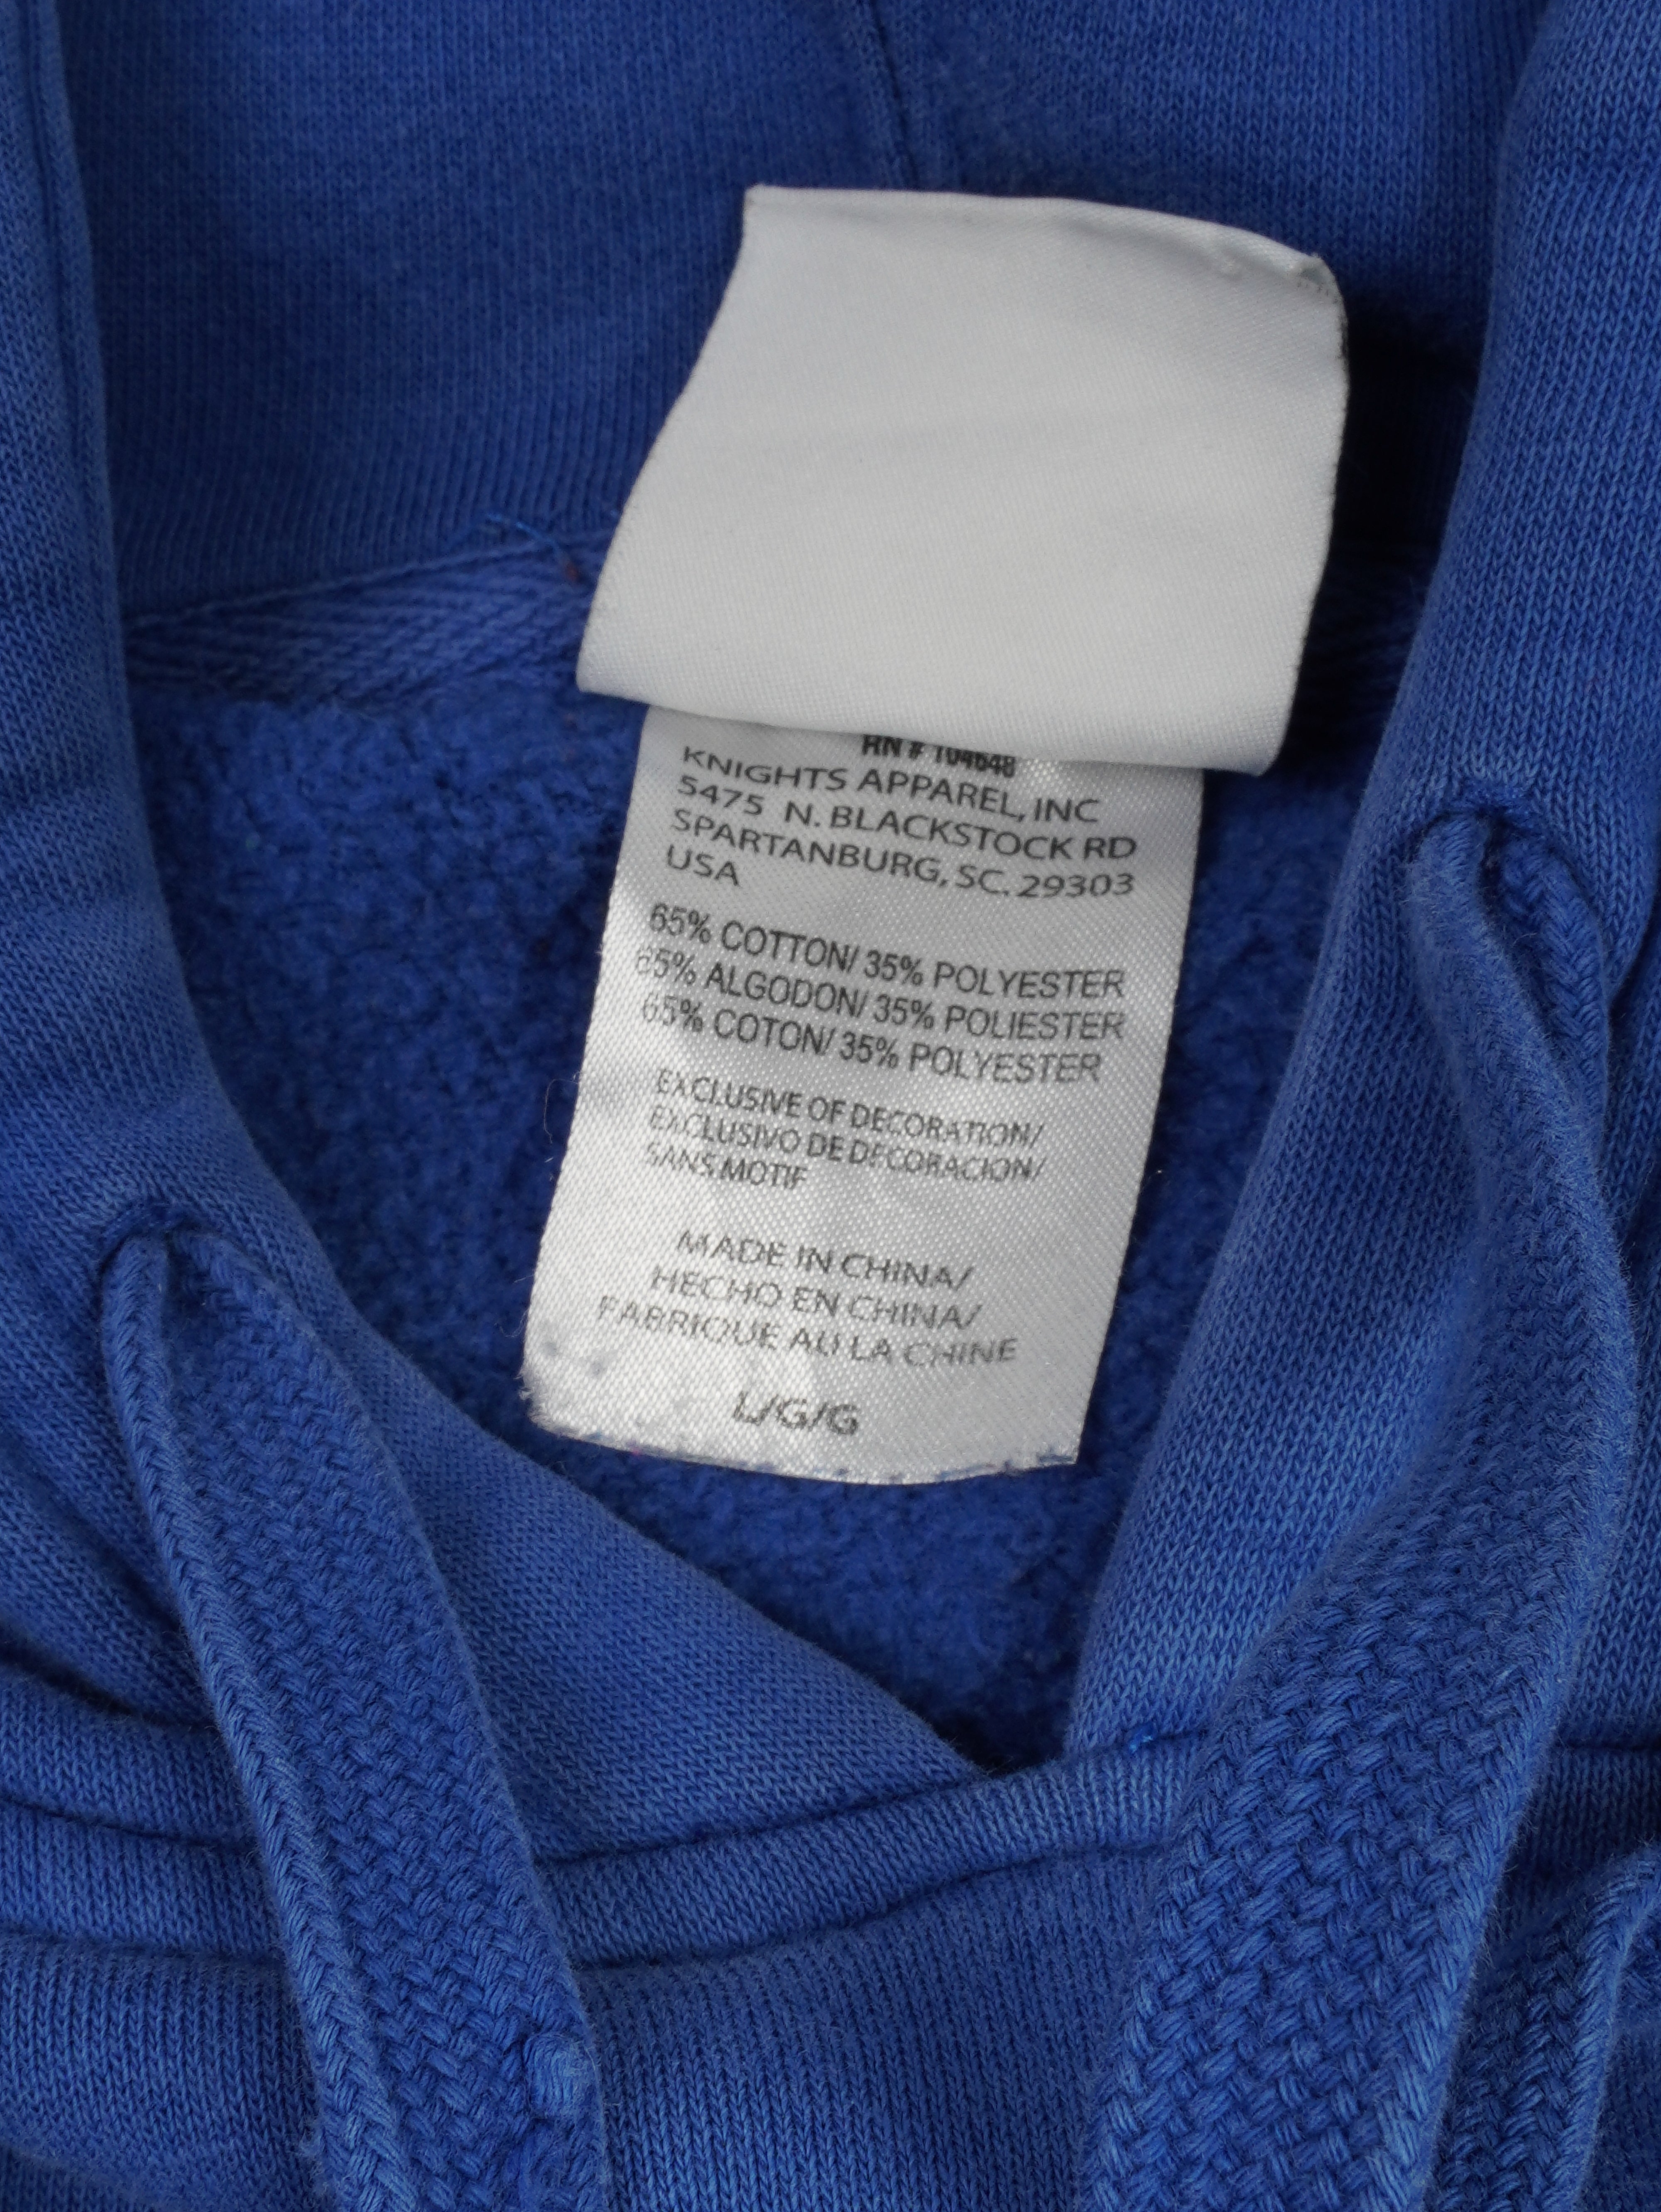 RN # 104648
KNIGHTS APPAREL, INC
5475 N. BLACKSTOCK RD
SPARTANBURG, SC. 29303
USA
65% COTTON/ 35% POLYESTER
65% ALGODON/ 35% POLIESTER
65% COTON/ 35% POLYESTER
EXCLUSIVE OF DECORATION/
EXCLUSIVO DE DECORACION/
SANS MOTIF
MADE IN CHINA/
HECHO EN CHINA/
FABRIQUE AU LA CHINE
L/G/G